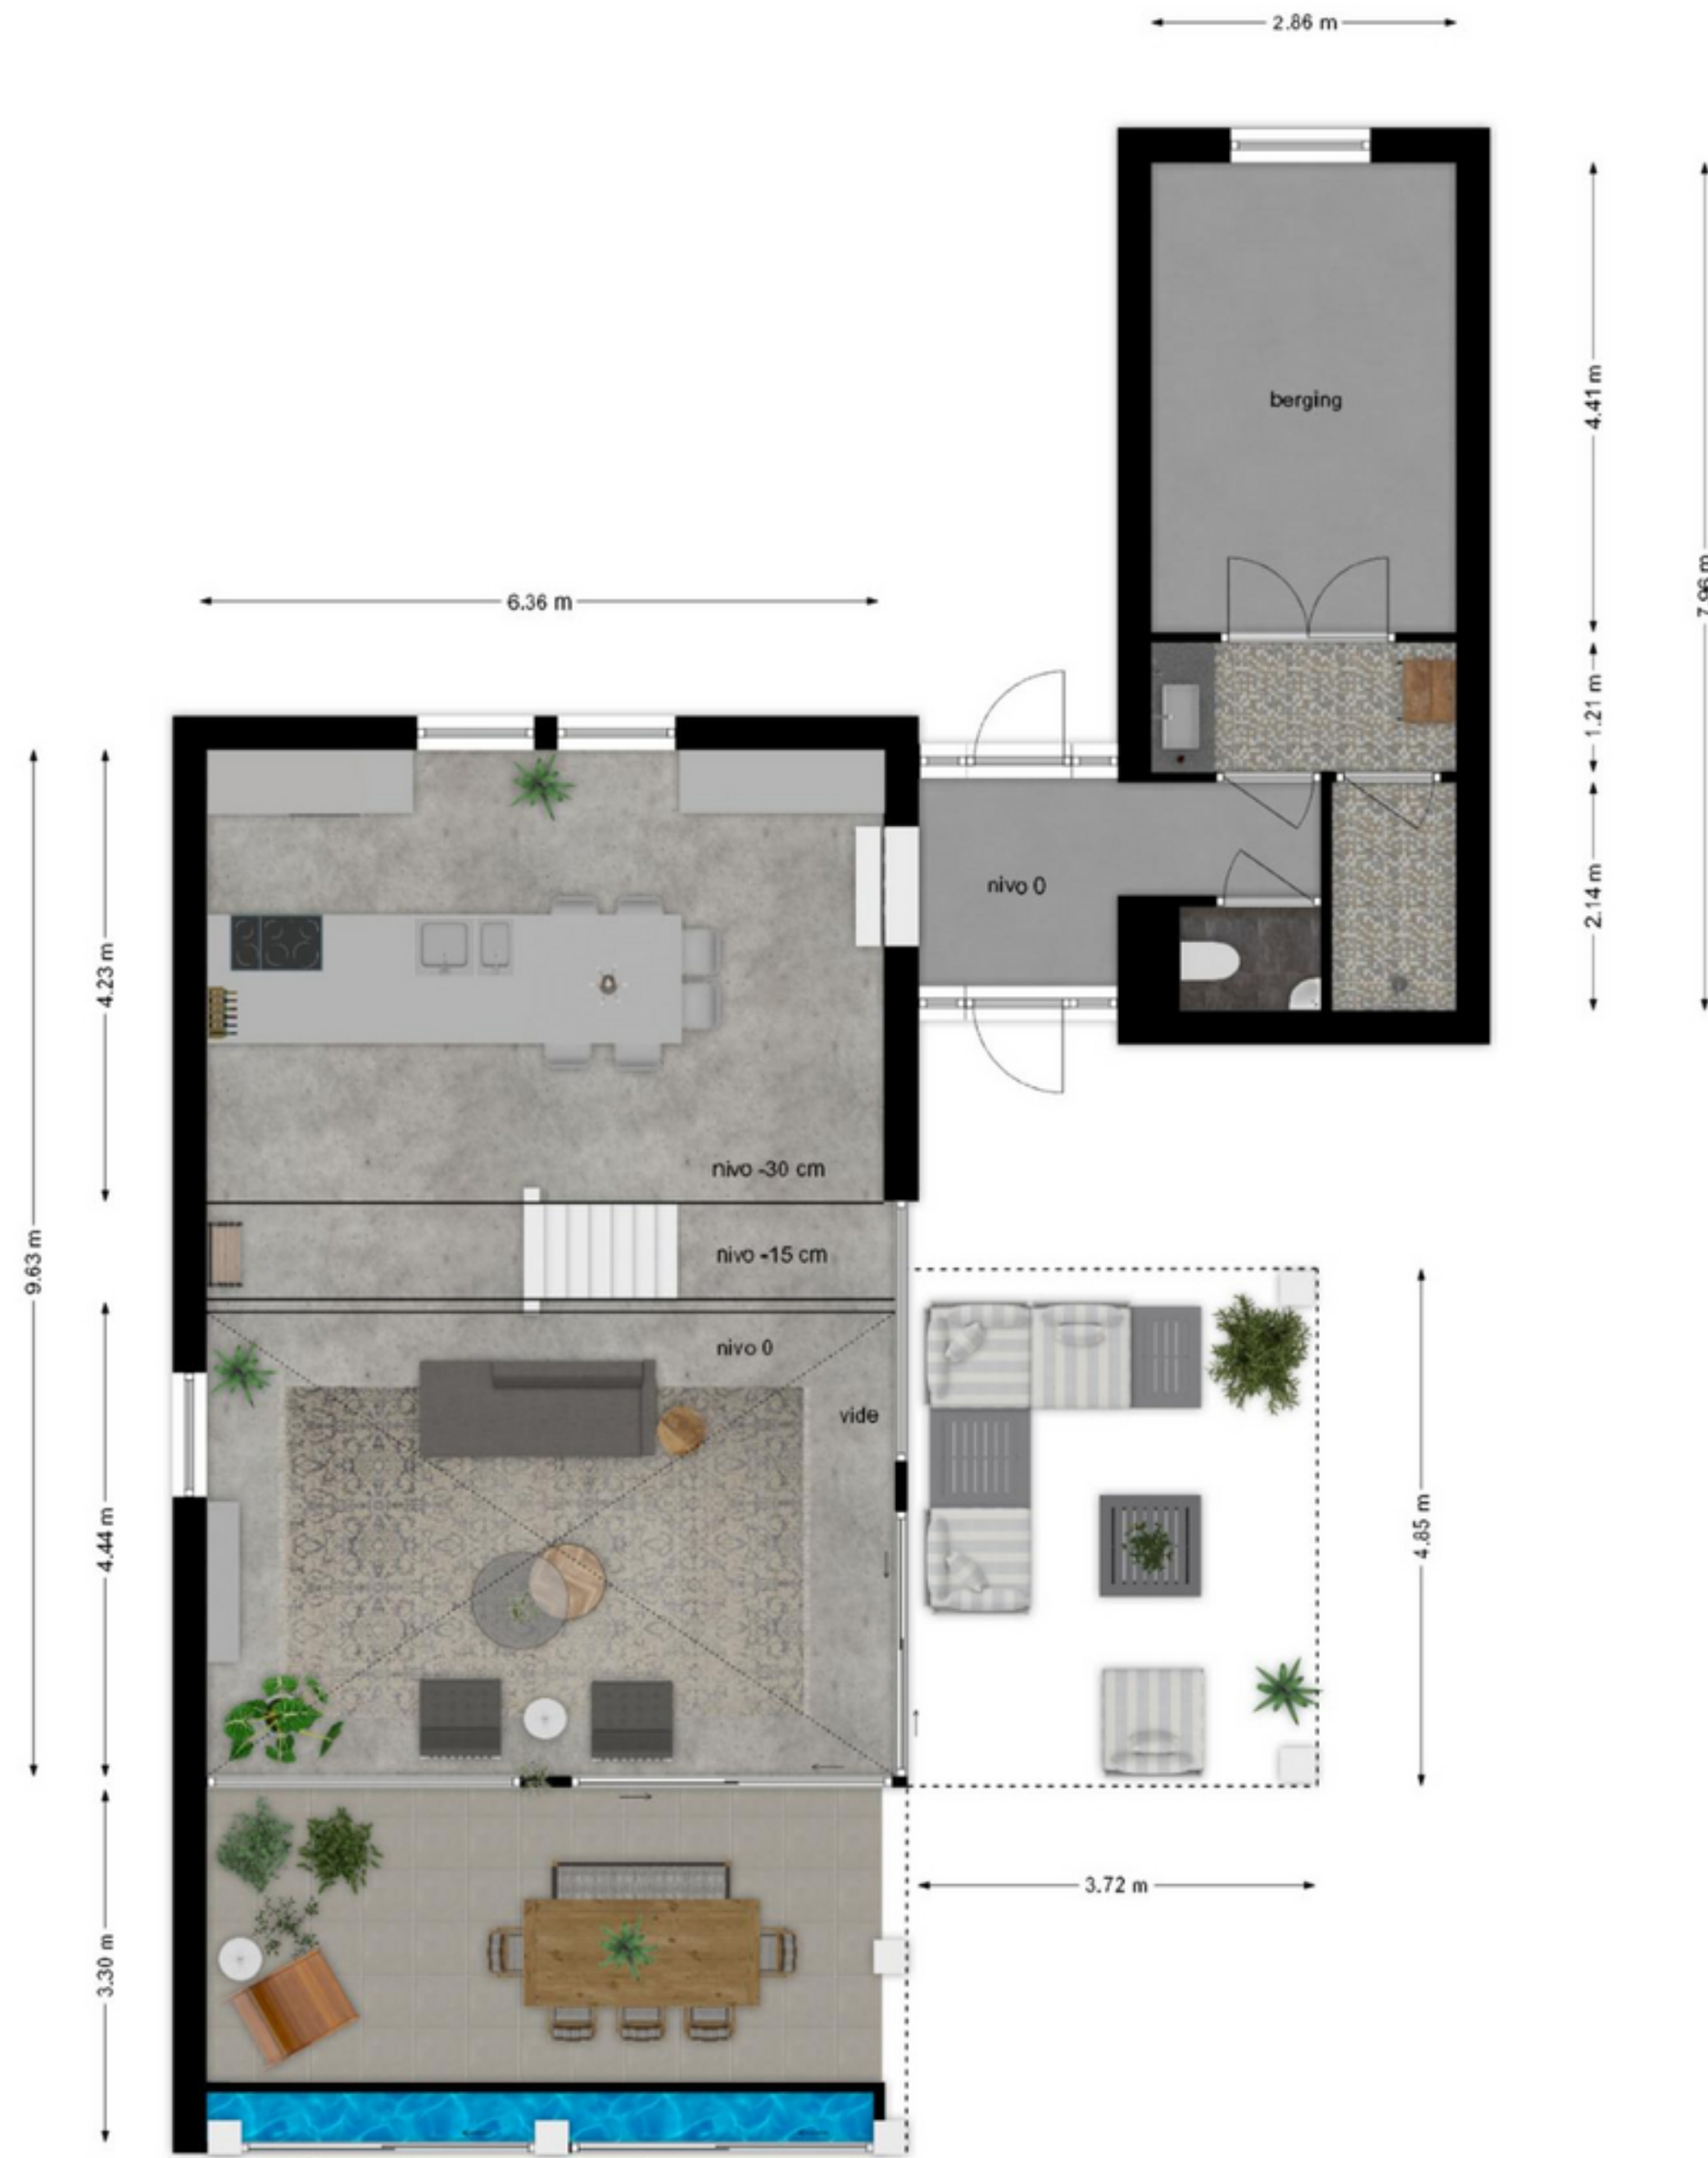 2.86 m
4.41 m
7.96 m
berging
6.36 m
1.21 m
2.14 m
nivo 0
4.23 m
nivo -30 cm
9.63 m
nivo -15 cm
nivo 0
vide
4.44 m
4.85 m
3.72 m
3.30 m